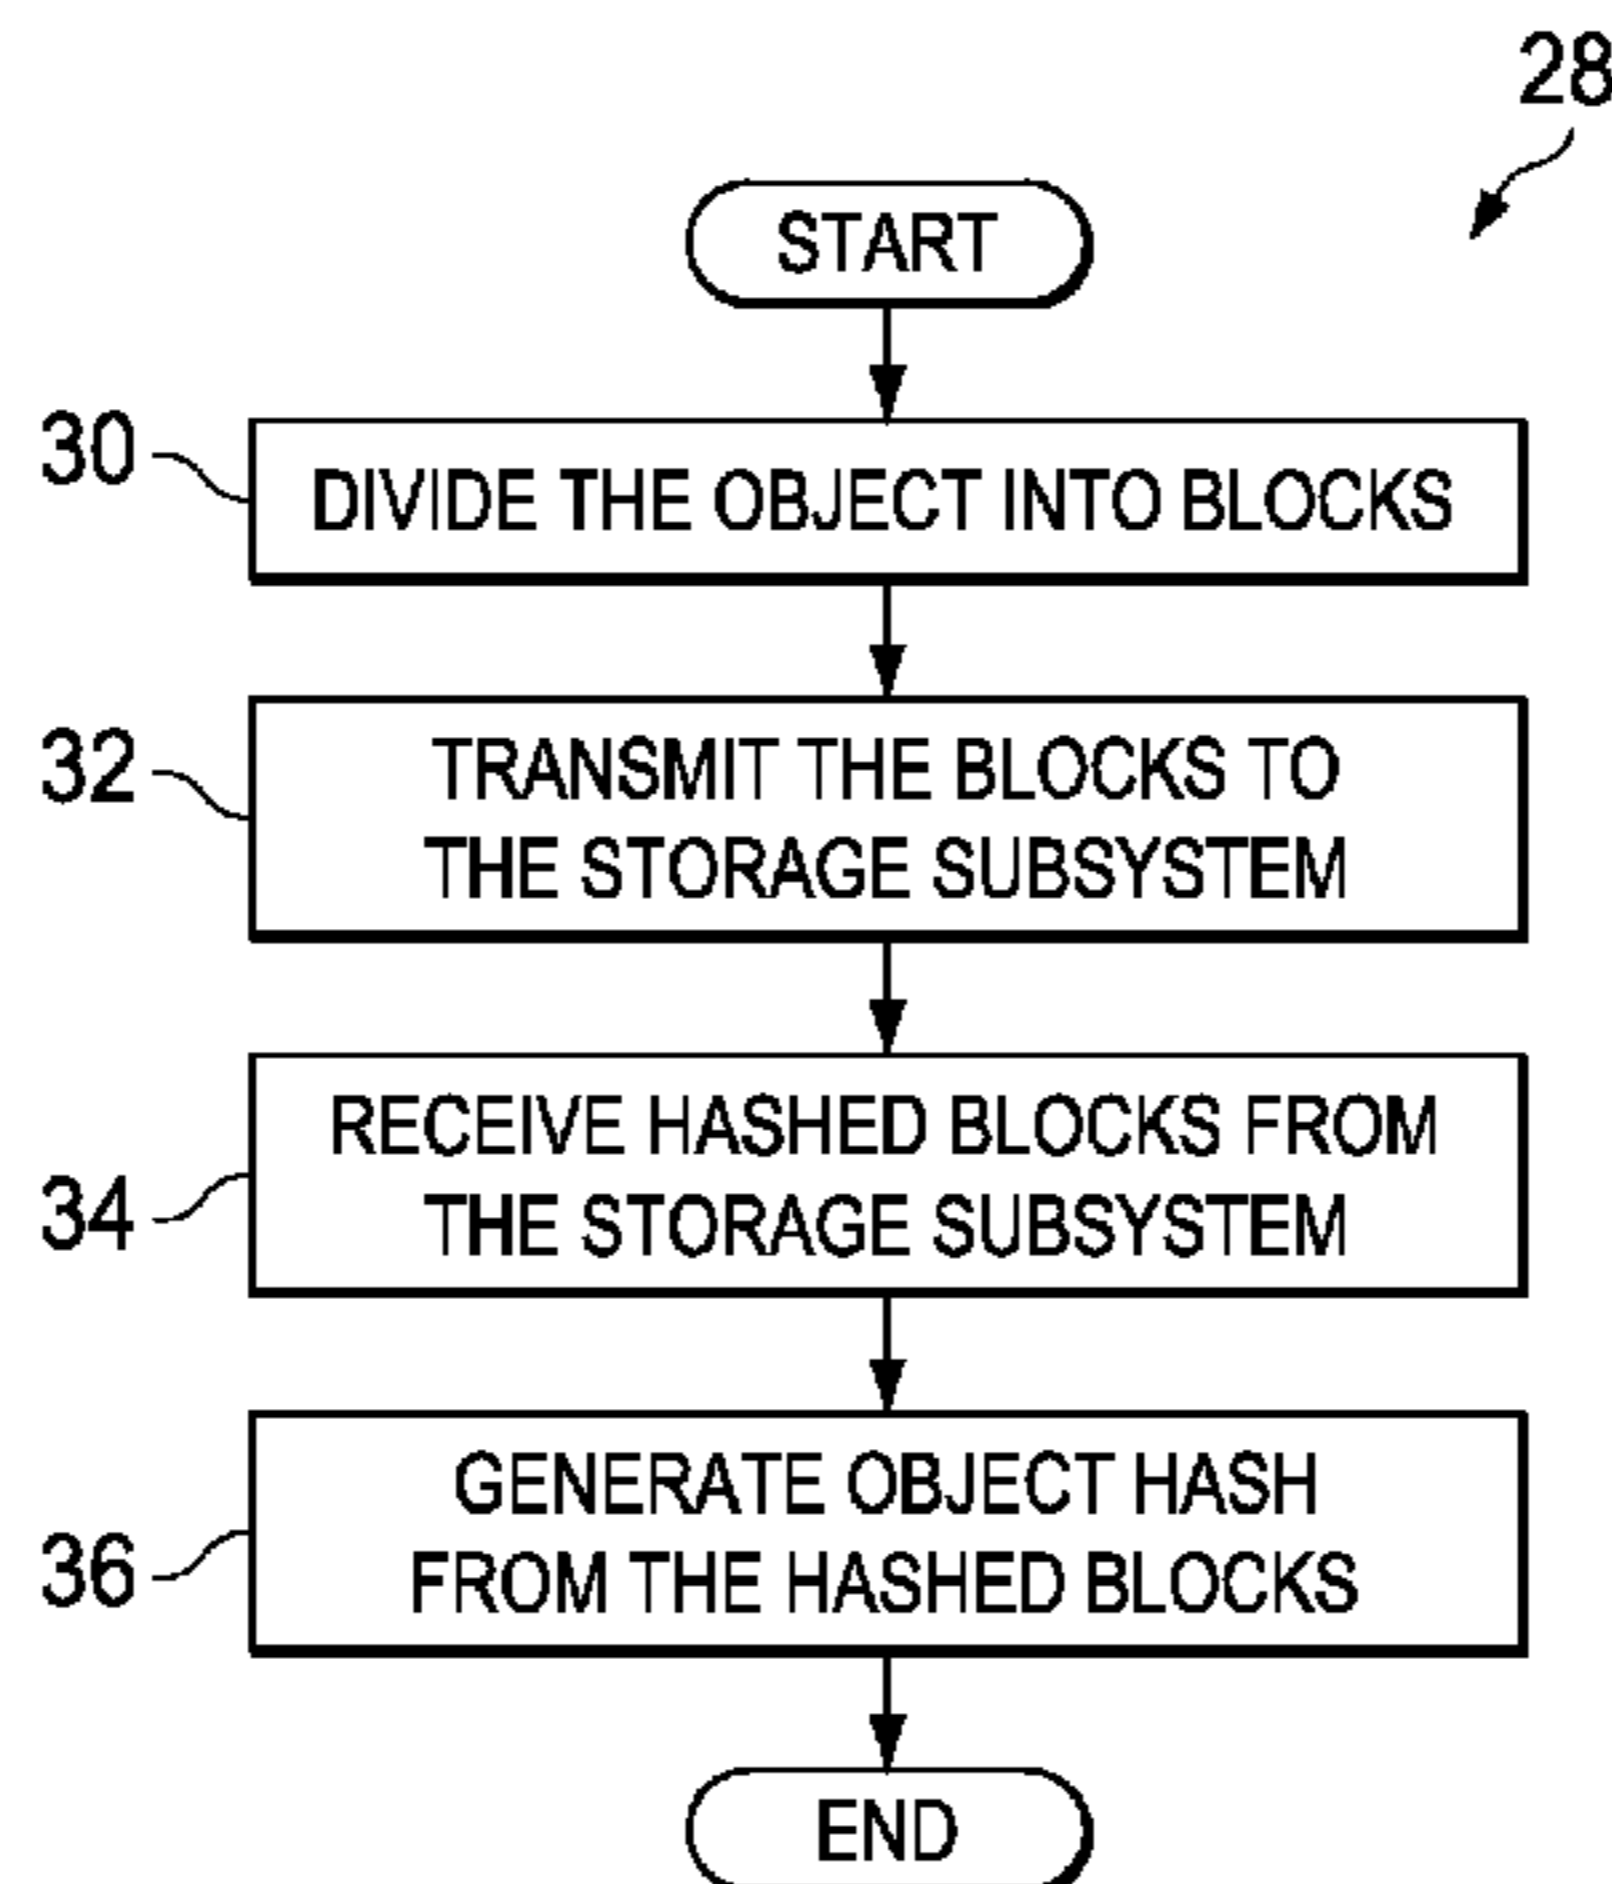 28
START
30
DIVIDE THE OBJECT INTO BLOCKS
32
TRANSMIT THE BLOCKS TO
THE STORAGE SUBSYSTEM
34
RECEIVE HASHED BLOCKS FROM
THE STORAGE SUBSYSTEM
36
GENERATE OBJECT HASH
FROM THE HASHED BLOCKS
END